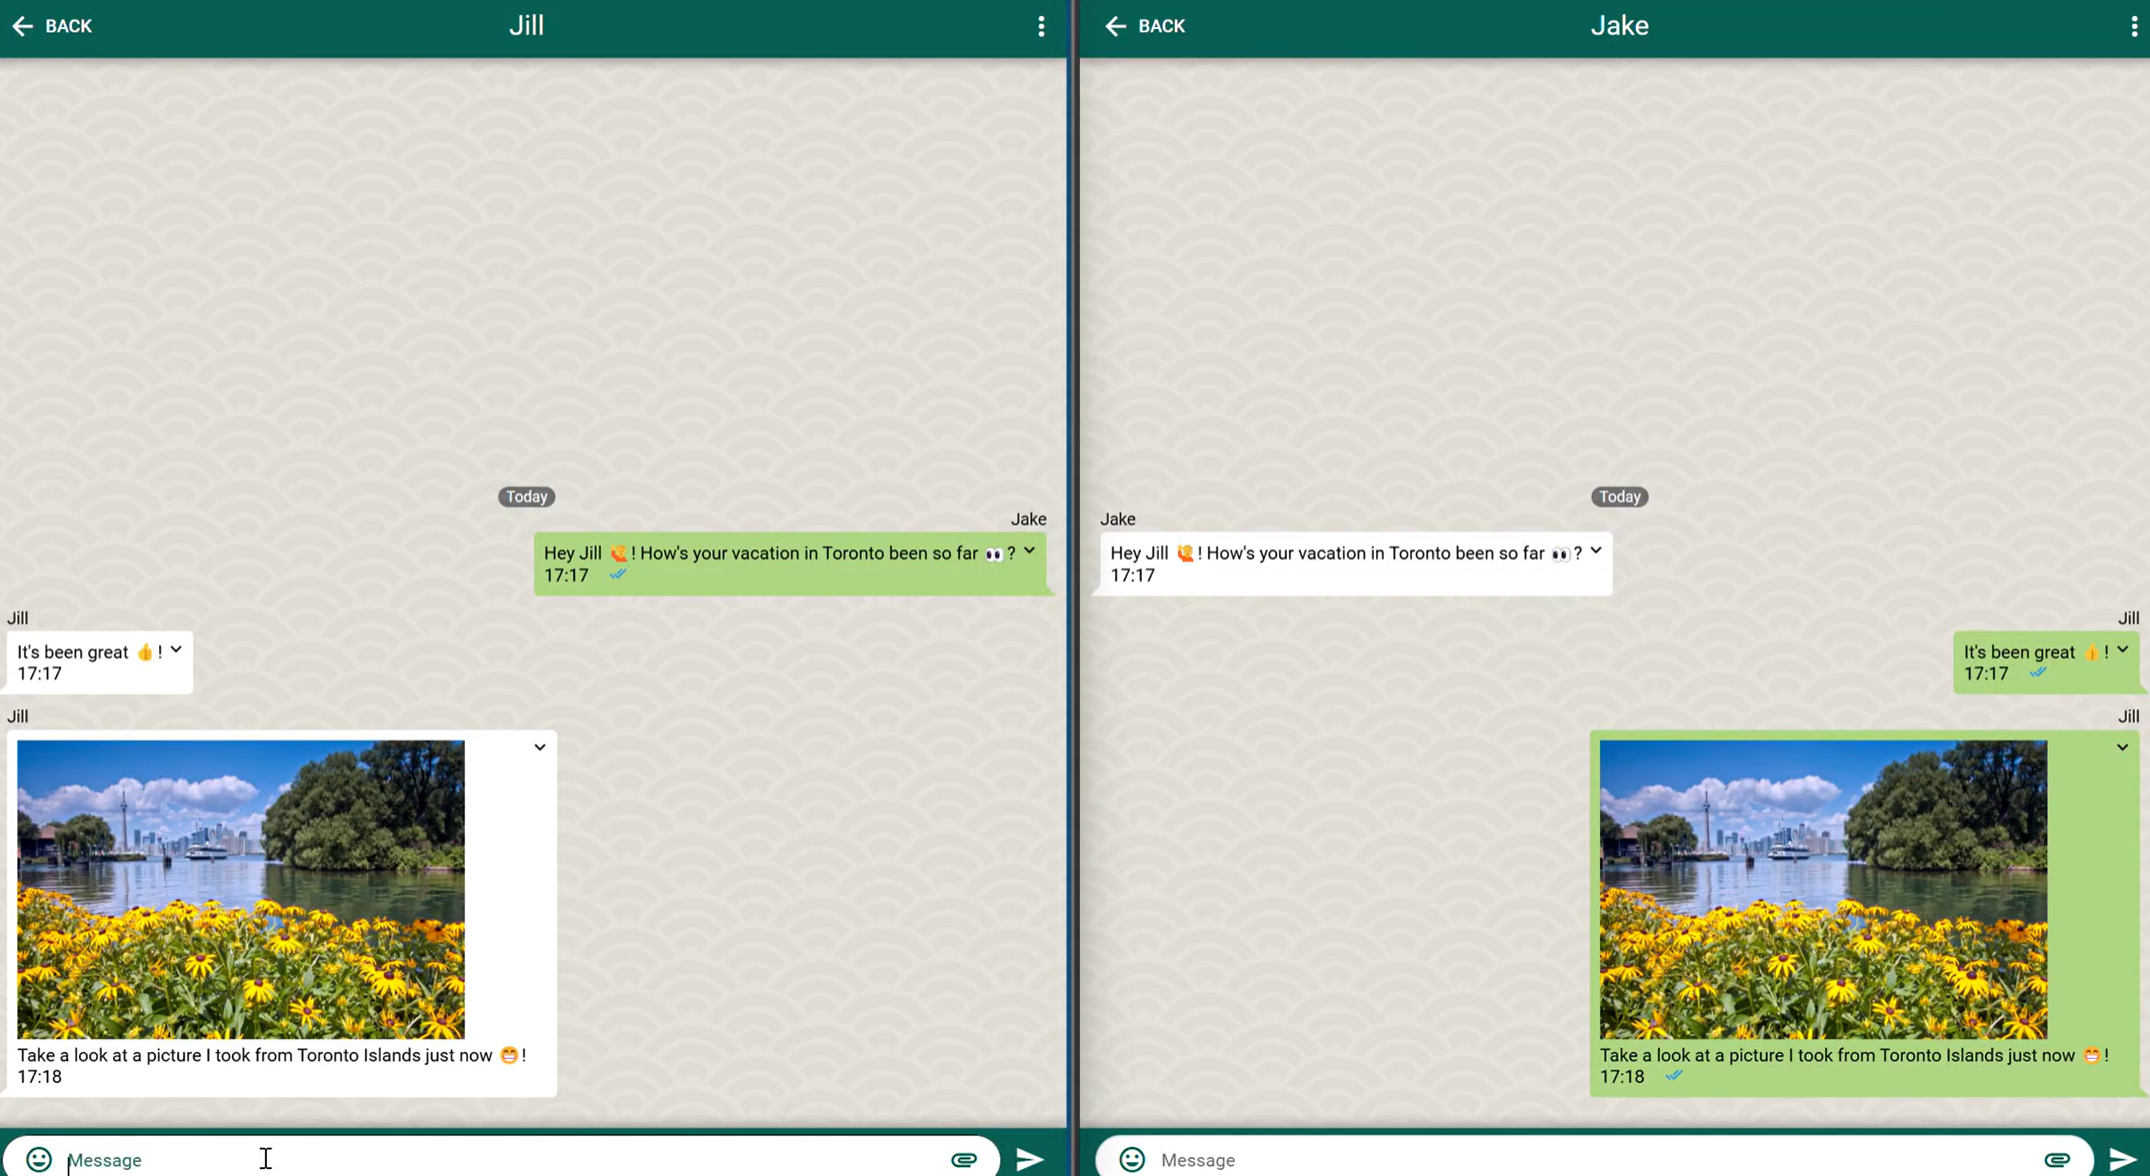 BACK
Jill
Today
Jake
Hey Jill 🙋! How's your vacation in Toronto been so far 👀?
17:17
Jill
It's been great 👍!
17:17
Jill
Take a look at a picture I took from Toronto Islands just now 😁!
17:18
Message
BACK
Jake
Today
Jake
Hey Jill 🙋! How's your vacation in Toronto been so far 👀?
17:17
Jill
It's been great 👍!
17:17
Jill
Take a look at a picture I took from Toronto Islands just now 😁!
17:18
Message